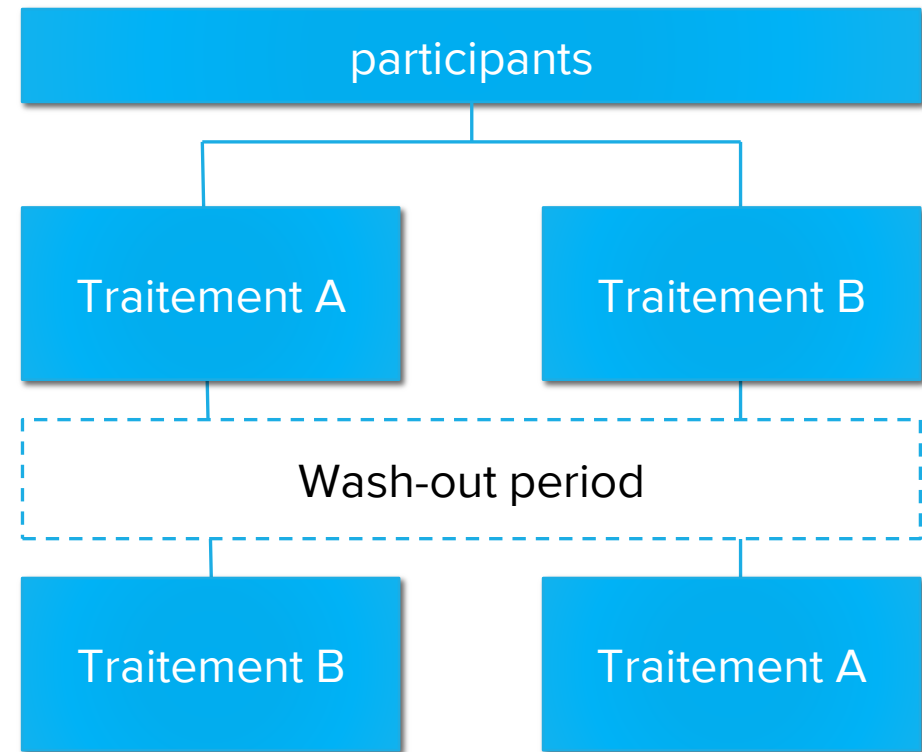 participants
Traitement A
Traitement B
Wash-out period
Traitement B
Traitement A